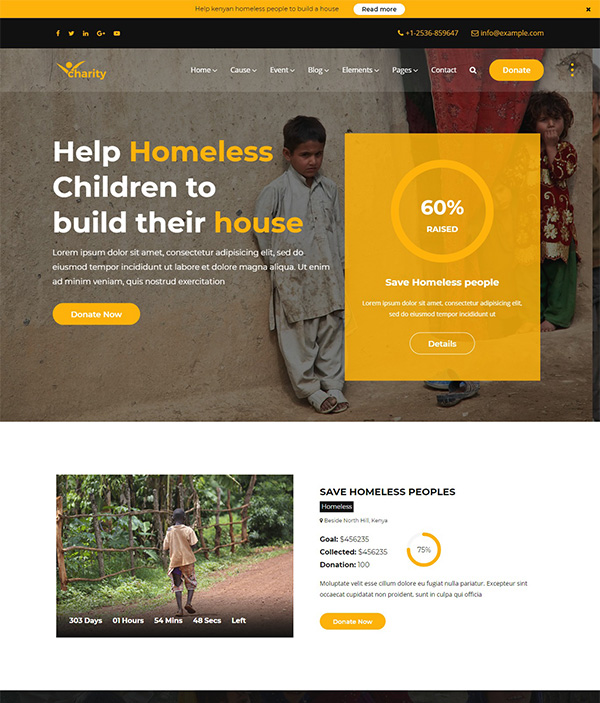 Help kenyan homeless people to build a house
Read more
+1-2536-859647
info@example.com
charity
Home
Cause
Event
Blog
Elements
Pages
Contact
Donate
Help Homeless
Children to
build their house
Lorem ipsum dolor sit amet, consectetur adipisicing elit, sed do
eiusmod tempor incididunt ut labore et dolore magna aliqua. Ut enim
ad minim veniam, quis nostrud exercitation
Donate Now
60%
RAISED
Save Homeless people
Lorem ipsum dolor sit amet, consectetur adipisicing elit,
sed do eiusmod tempor incididunt ut
Details
303 Days 01 Hours 54 Mins 48 Secs Left
SAVE HOMELESS PEOPLES
Homeless
Beside North Hill, Kenya
Goal: $456235
Collected: $456235
Donation: 100
75%
Moluptate velit esse cillum dolore eu fugiat nulla pariatur. Excepteur sint
occaecat cupidatat non proident, sunt in culpa qui officia
Donate Now